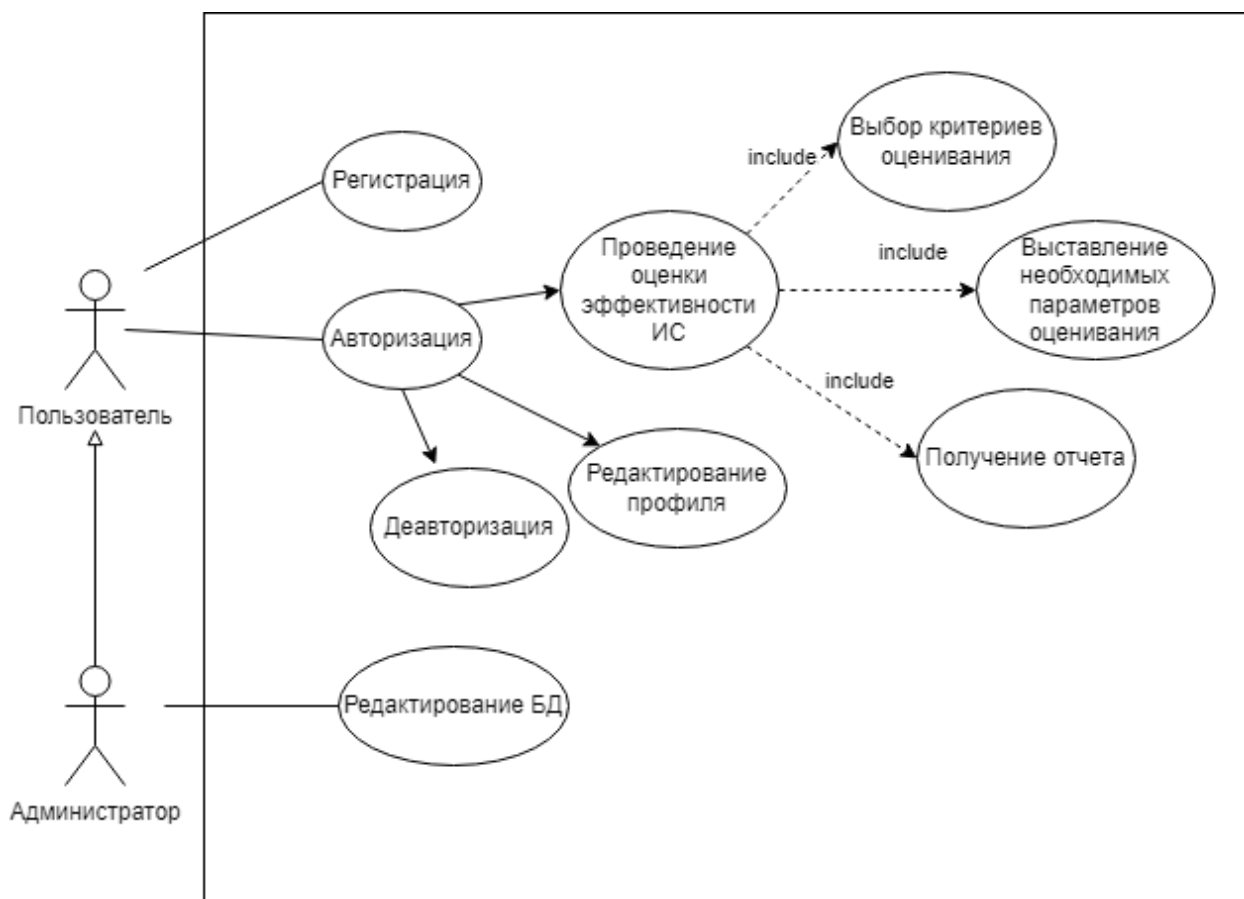 Выбор критериев
оценивания
include
Регистрация
Проведение
оценки
эффективности
ИС
include
Выставление
необходимых
параметров
оценивания
Авторизация
include
Пользователь
Получение отчета
Редактирование
профиля
Деавторизация
Редактирование БД
Администратор